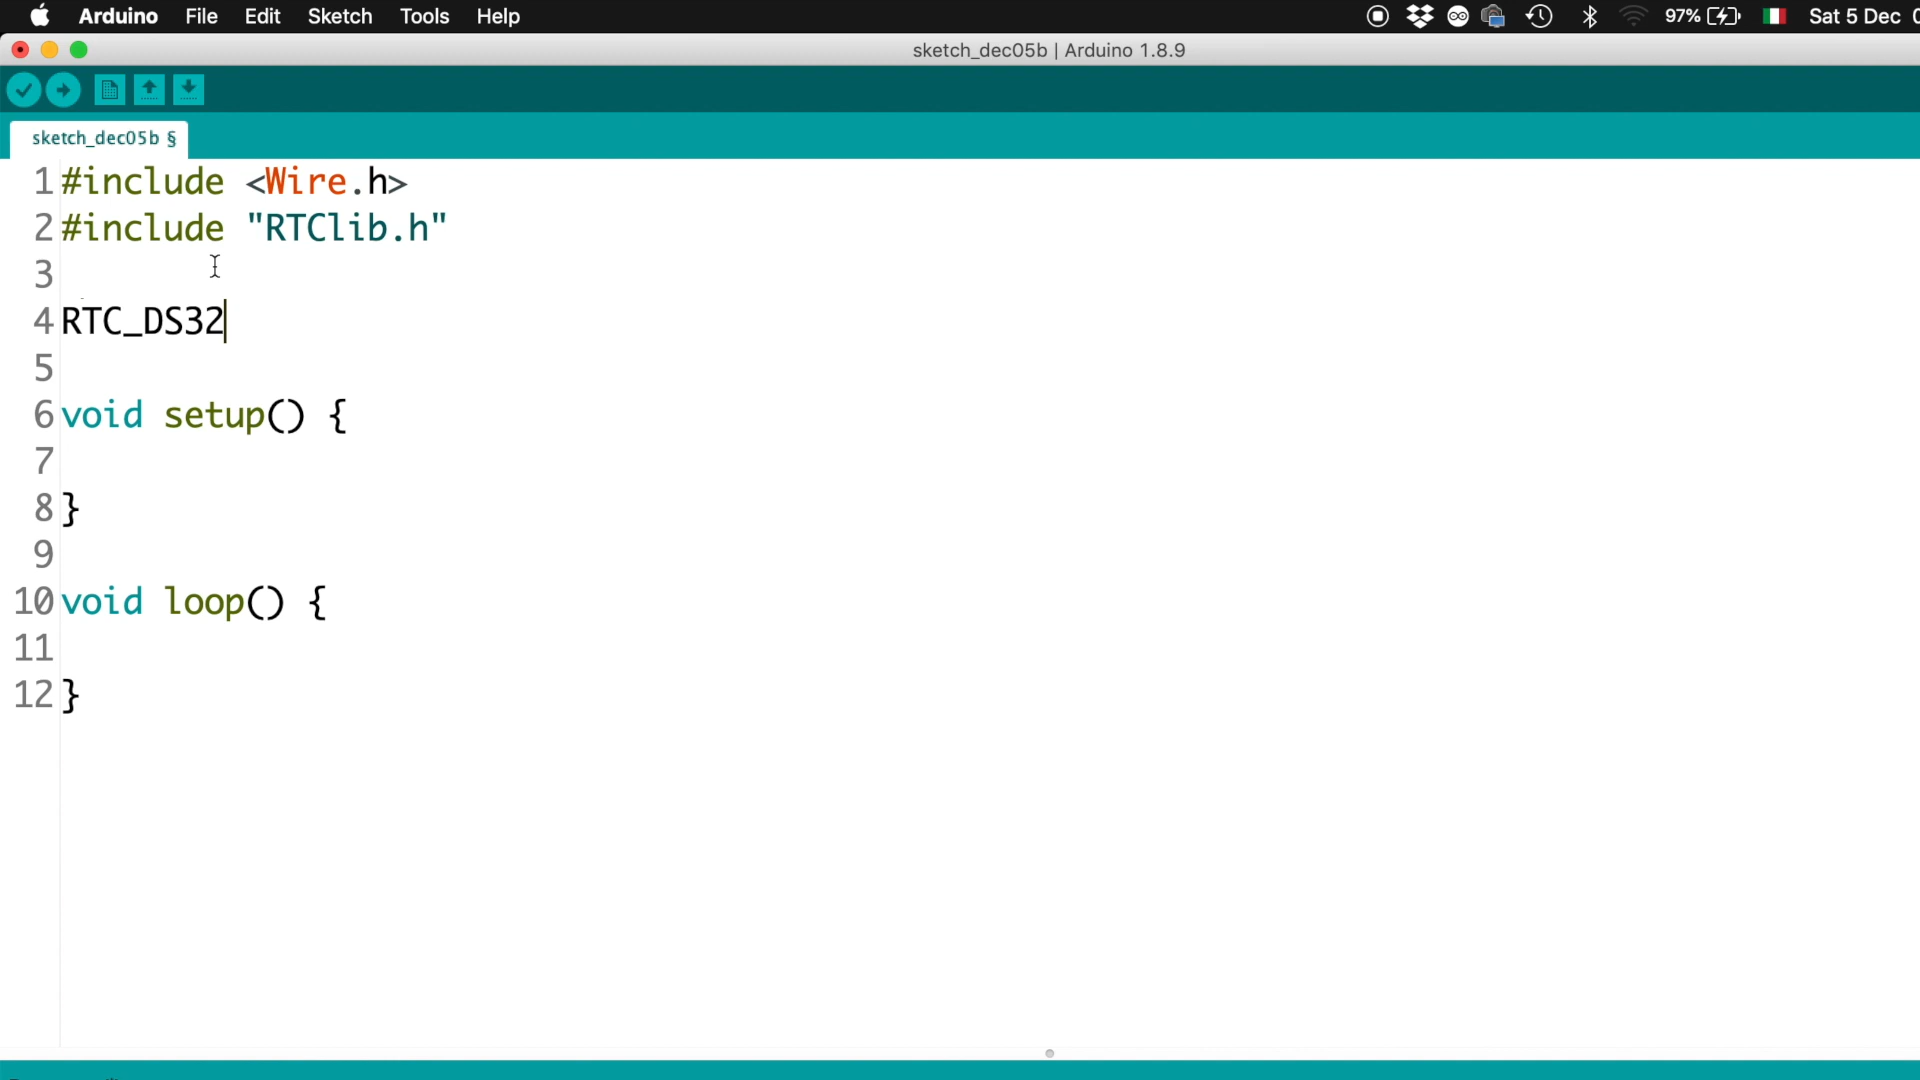 Arduino File Edit Sketch Tools Help 97% Sat 5 Dec
sketch_dec05b | Arduino 1.8.9
sketch_dec05b §
1 #include <Wire.h>
2 #include "RTClib.h"
3
4 RTC_DS32
5
6 void setup() {
7
8 }
9
10 void loop() {
11
12 }